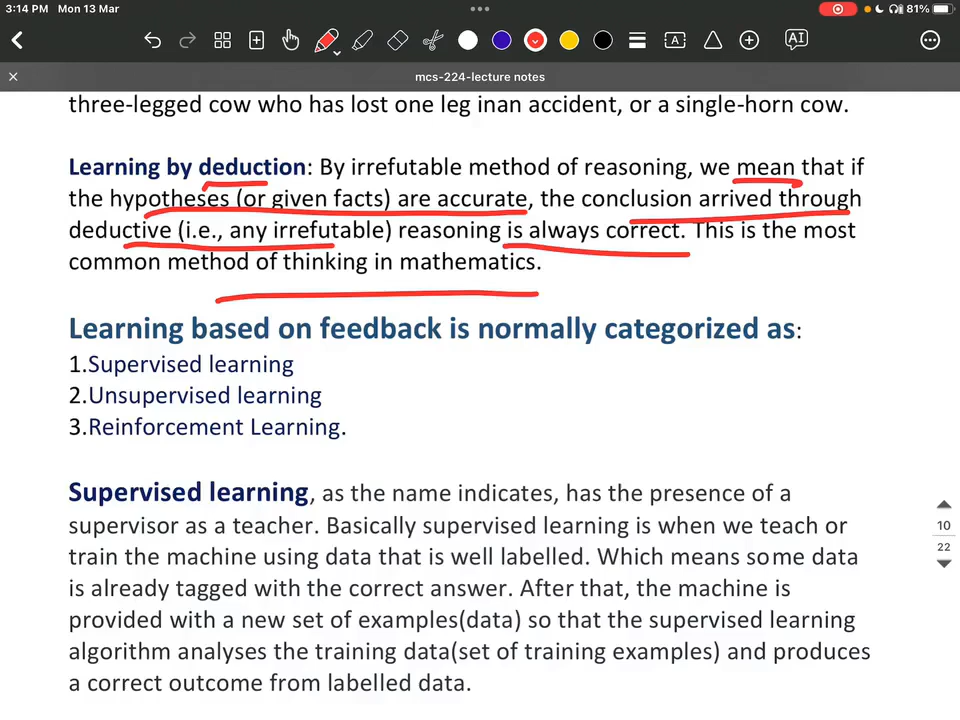 3:14 PM Mon 13 Mar
81%
A
AI
mcs-224-lecture notes
three-legged cow who has lost one leg inan accident, or a single-horn cow.
Learning by deduction: By irrefutable method of reasoning, we mean that if
the hypotheses (or given facts) are accurate, the conclusion arrived through
deductive (i.e., any irrefutable) reasoning is always correct. This is the most
common method of thinking in mathematics.
Learning based on feedback is normally categorized as:
1.Supervised learning
2.Unsupervised learning
3.Reinforcement Learning.
Supervised learning, as the name indicates, has the presence of a
supervisor as a teacher. Basically supervised learning is when we teach or
train the machine using data that is well labelled. Which means some data
is already tagged with the correct answer. After that, the machine is
provided with a new set of examples(data) so that the supervised learning
algorithm analyses the training data(set of training examples) and produces
a correct outcome from labelled data.
10
22